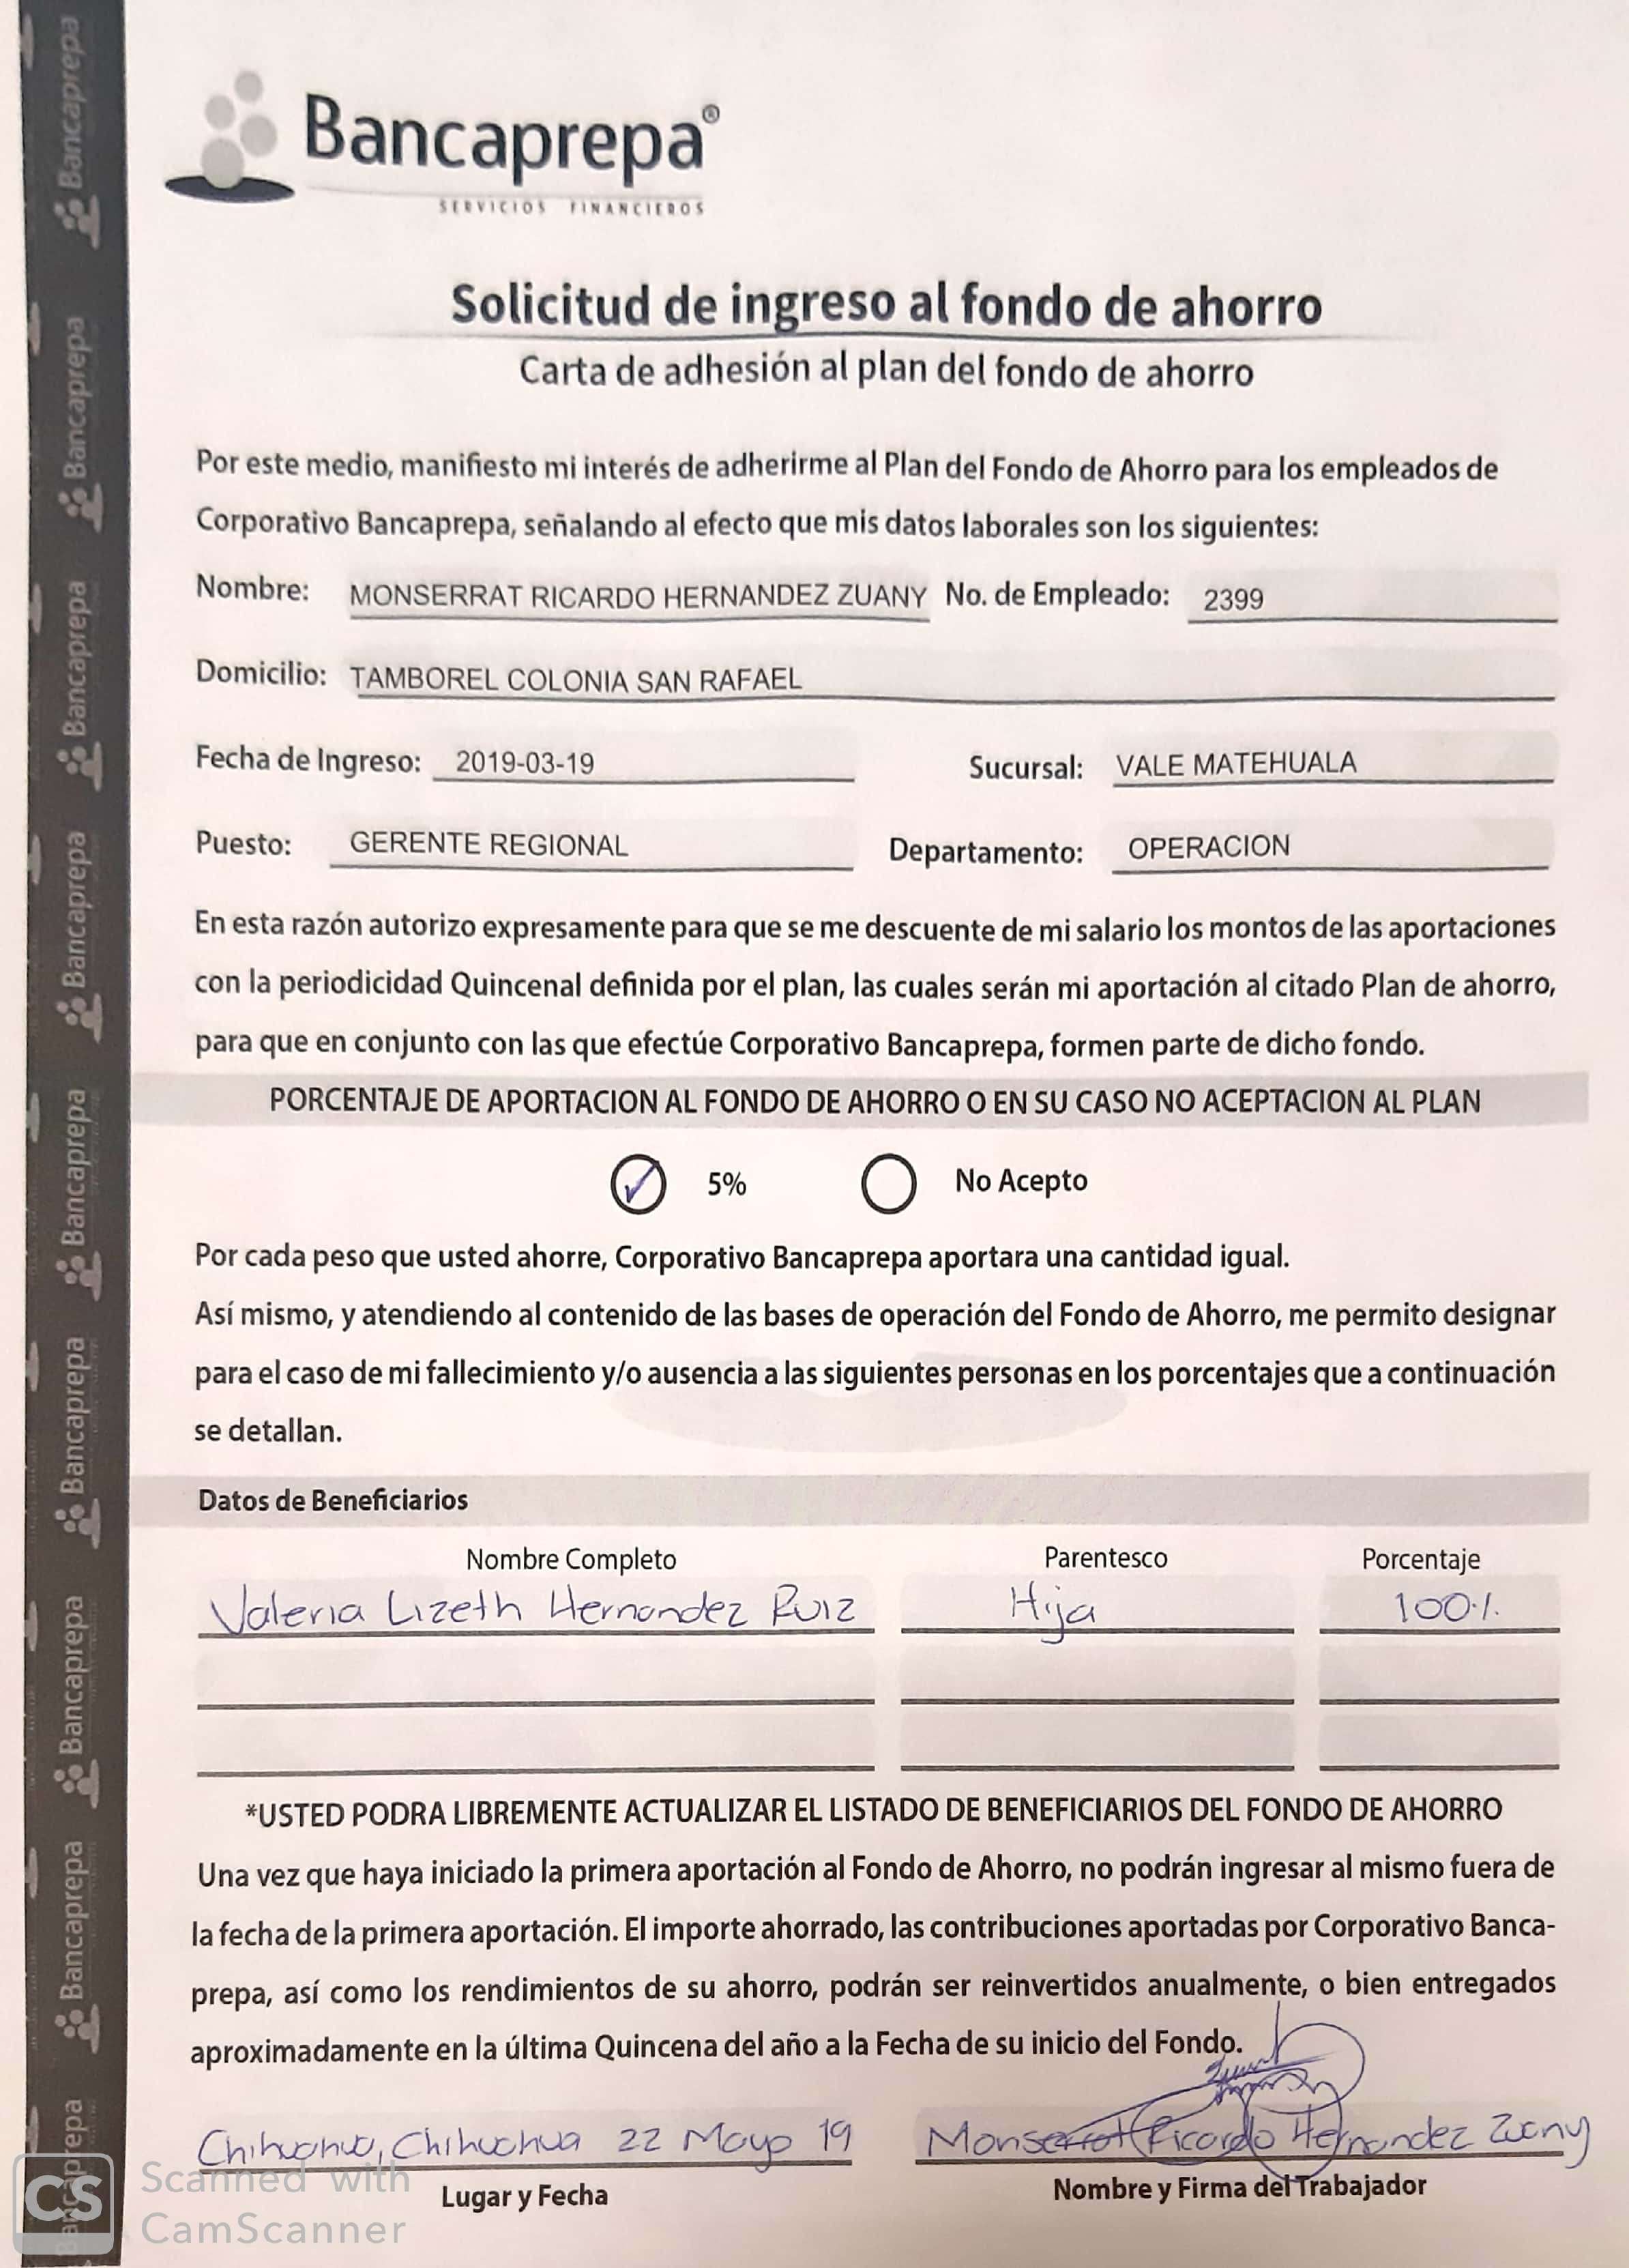 Bancaprepa®
SERVICIOS FINANCIEROS
Solicitud de ingreso al fondo de ahorro
Carta de adhesión al plan del fondo de ahorro
Por este medio, manifiesto mi interés de adherirme al Plan del Fondo de Ahorro para los empleados de
Corporativo Bancaprepa, señalando al efecto que mis datos laborales son los siguientes:
Nombre: MONSERRAT RICARDO HERNANDEZ ZUANY No. de Empleado: 2399
Domicilio: TAMBOREL COLONIA SAN RAFAEL
Fecha de Ingreso: 2019-03-19 Sucursal: VALE MATEHUALA
Puesto: GERENTE REGIONAL Departamento: OPERACION
En esta razón autorizo expresamente para que se me descuente de mi salario los montos de las aportaciones
con la periodicidad Quincenal definida por el plan, las cuales serán mi aportación al citado Plan de ahorro,
para que en conjunto con las que efectúe Corporativo Bancaprepa, formen parte de dicho fondo.
PORCENTAJE DE APORTACION AL FONDO DE AHORRO O EN SU CASO NO ACEPTACION AL PLAN
✓ 5% No Acepto
Por cada peso que usted ahorre, Corporativo Bancaprepa aportara una cantidad igual.
Así mismo, y atendiendo al contenido de las bases de operación del Fondo de Ahorro, me permito designar
para el caso de mi fallecimiento y/o ausencia a las siguientes personas en los porcentajes que a continuación
se detallan.
Datos de Beneficiarios
Nombre Completo Parentesco Porcentaje
Valeria Lizeth Hernandez Ruiz Hija 100%
*USTED PODRA LIBREMENTE ACTUALIZAR EL LISTADO DE BENEFICIARIOS DEL FONDO DE AHORRO
Una vez que haya iniciado la primera aportación al Fondo de Ahorro, no podrán ingresar al mismo fuera de
la fecha de la primera aportación. El importe ahorrado, las contribuciones aportadas por Corporativo Banca-
prepa, así como los rendimientos de su ahorro, podrán ser reinvertidos anualmente, o bien entregados
aproximadamente en la última Quincena del año a la Fecha de su inicio del Fondo.
Chihuahua, Chihuahua 22 Mayo 19 Monserrat Ricardo Hernandez Zuany
Lugar y Fecha Nombre y Firma del Trabajador
Bancaprepa
Bancaprepa
Bancaprepa
Bancaprepa
Bancaprepa
Bancaprepa
Bancaprepa
Bancaprepa
Bancaprepa
CS Scanned with
CamScanner